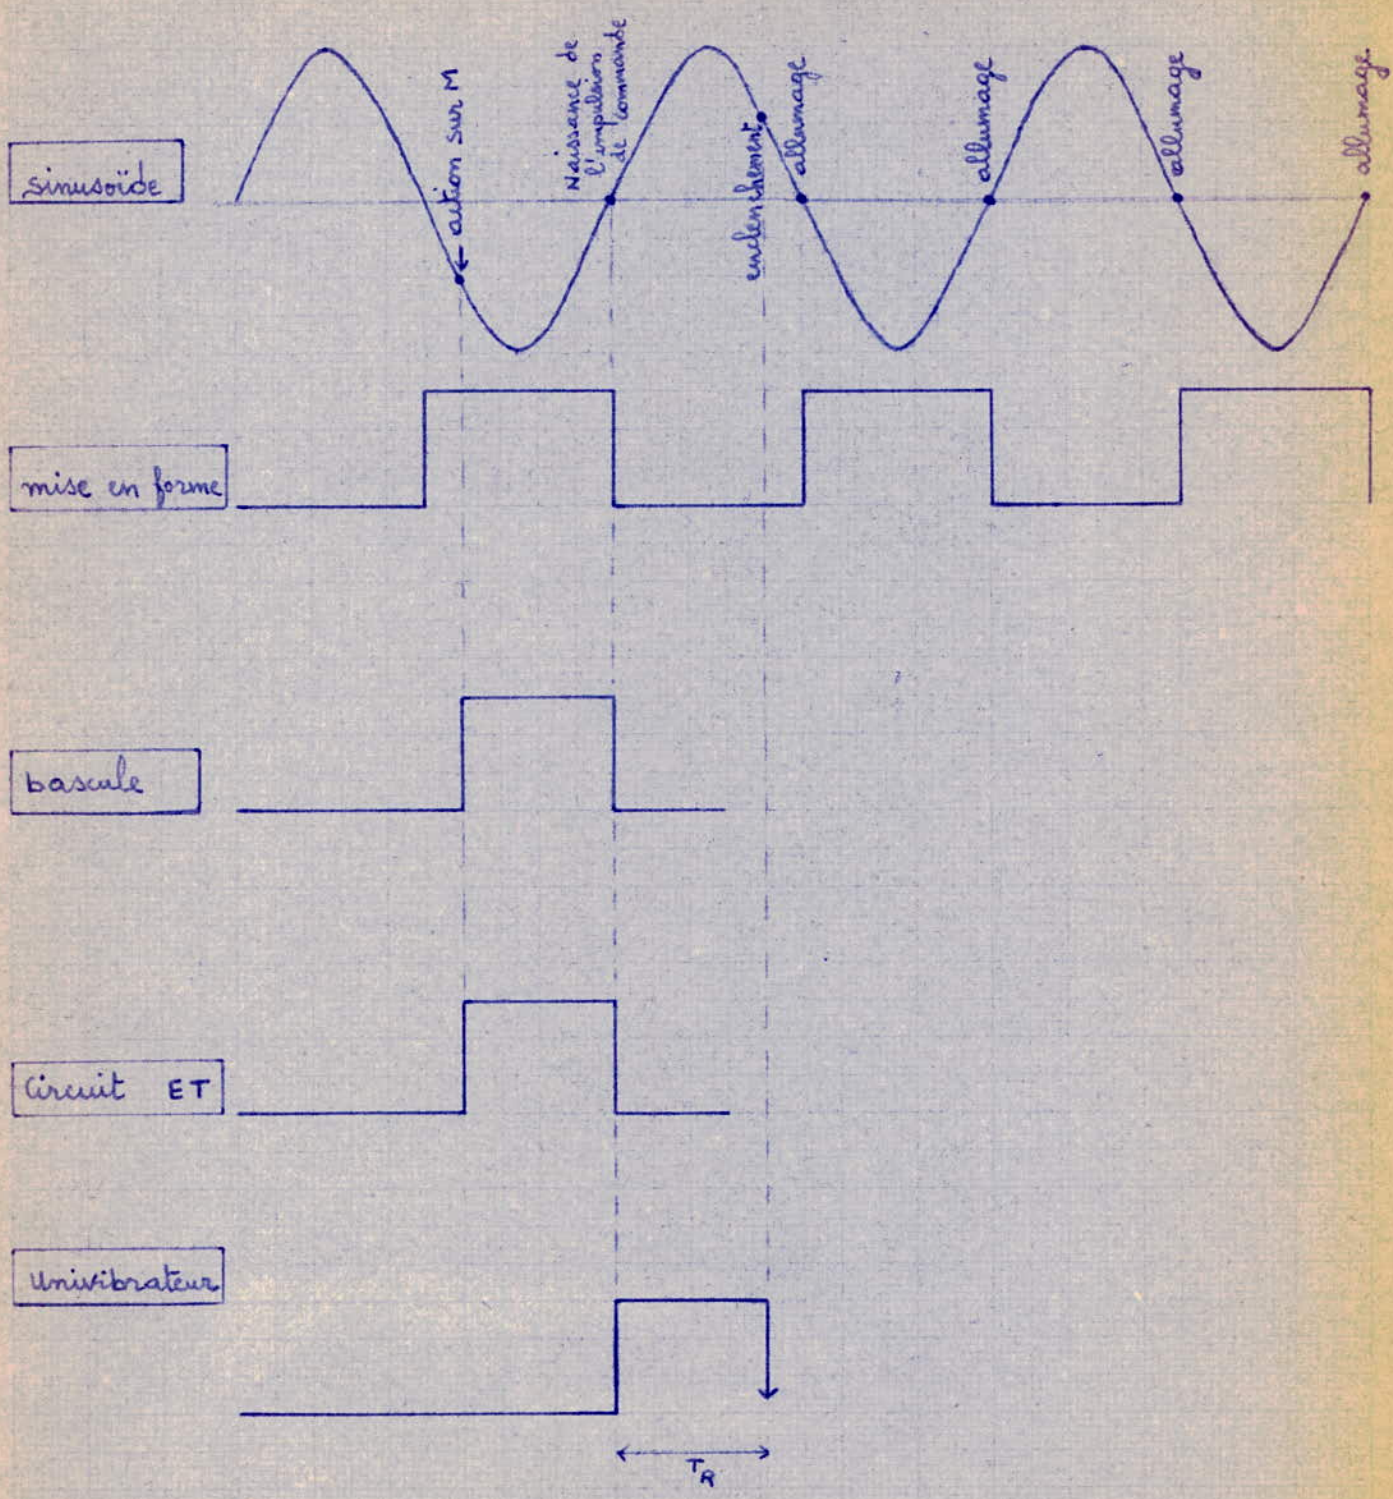 sinusoïde
action sur M
Naissance de
l'impulsion
de commande
enclenchement
allumage
allumage
allumage
allumage
mise en forme
bascule
Circuit ET
Univibrateur
TR